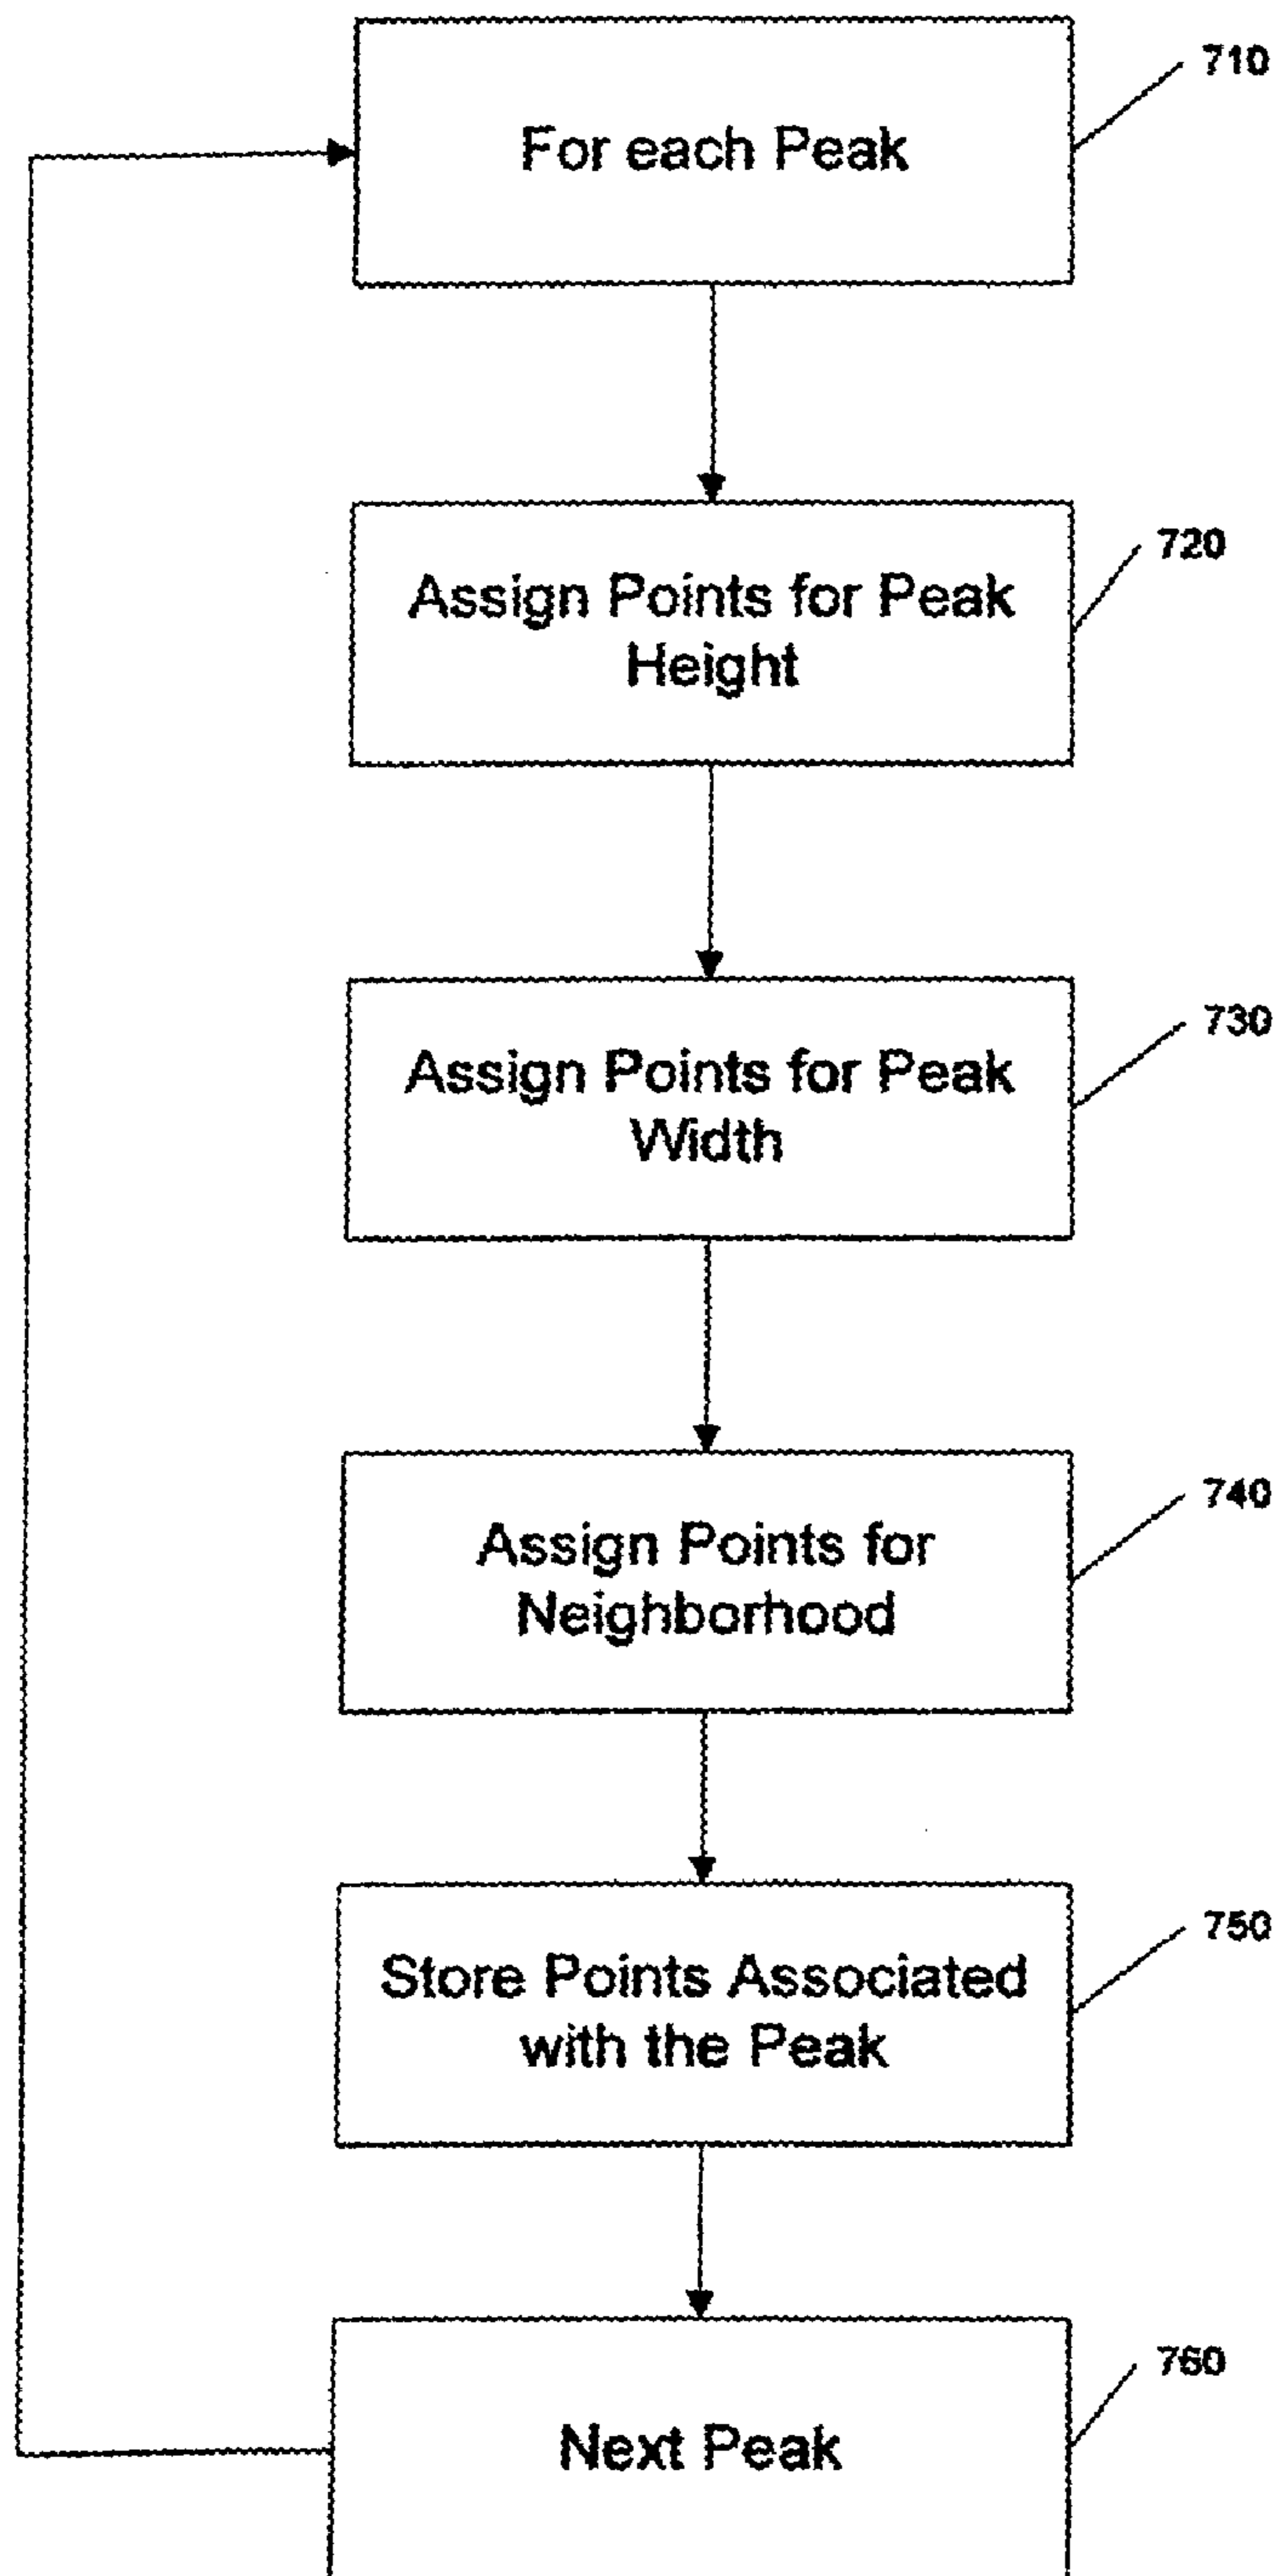 For each Peak
710
Assign Points for Peak
Height
720
Assign Points for Peak
Width
730
Assign Points for
Neighborhood
740
Store Points Associated
with the Peak
750
Next Peak
760